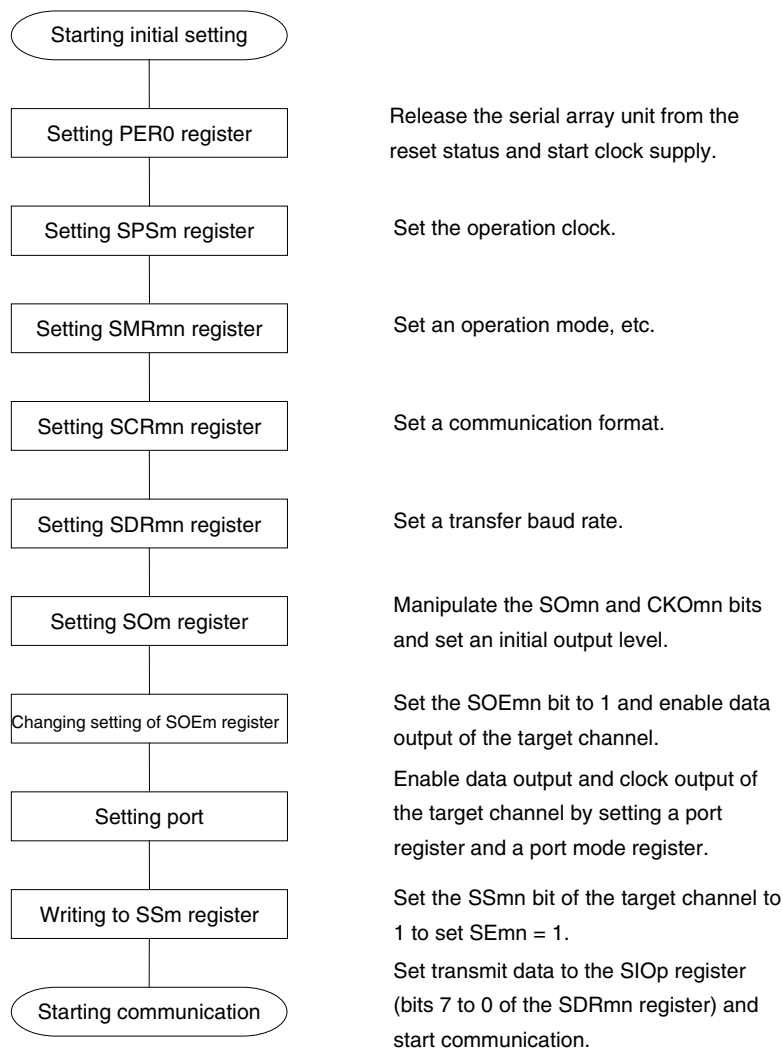 Starting initial setting
Setting PER0 register
Release the serial array unit from the
reset status and start clock supply.
Setting SPSm register
Set the operation clock.
Setting SMRmn register
Set an operation mode, etc.
Setting SCRmn register
Set a communication format.
Setting SDRmn register
Set a transfer baud rate.
Setting SOm register
Manipulate the SOmn and CKOmn bits
and set an initial output level.
Changing setting of SOEm register
Set the SOEmn bit to 1 and enable data
output of the target channel.
Setting port
Enable data output and clock output of
the target channel by setting a port
register and a port mode register.
Writing to SSm register
Set the SSmn bit of the target channel to
1 to set SEmn = 1.
Starting communication
Set transmit data to the SIOp register
(bits 7 to 0 of the SDRmn register) and
start communication.